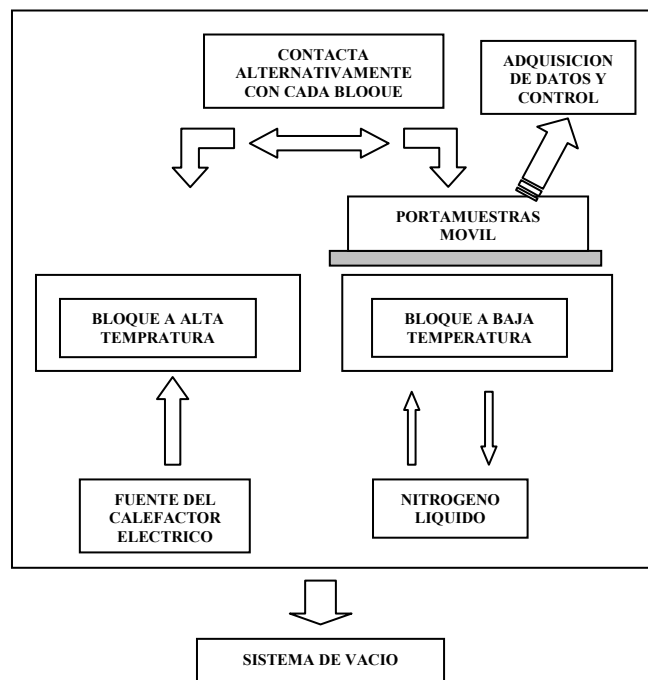 CONTACTA
ALTERNATIVAMENTE
CON CADA BLOQUE
ADQUISICION
DE DATOS Y
CONTROL
PORTAMUESTRAS
MOVIL
BLOQUE A ALTA
TEMPRATURA
BLOQUE A BAJA
TEMPERATURA
FUENTE DEL
CALEFACTOR
ELECTRICO
NITROGENO
LIQUIDO
SISTEMA DE VACIO